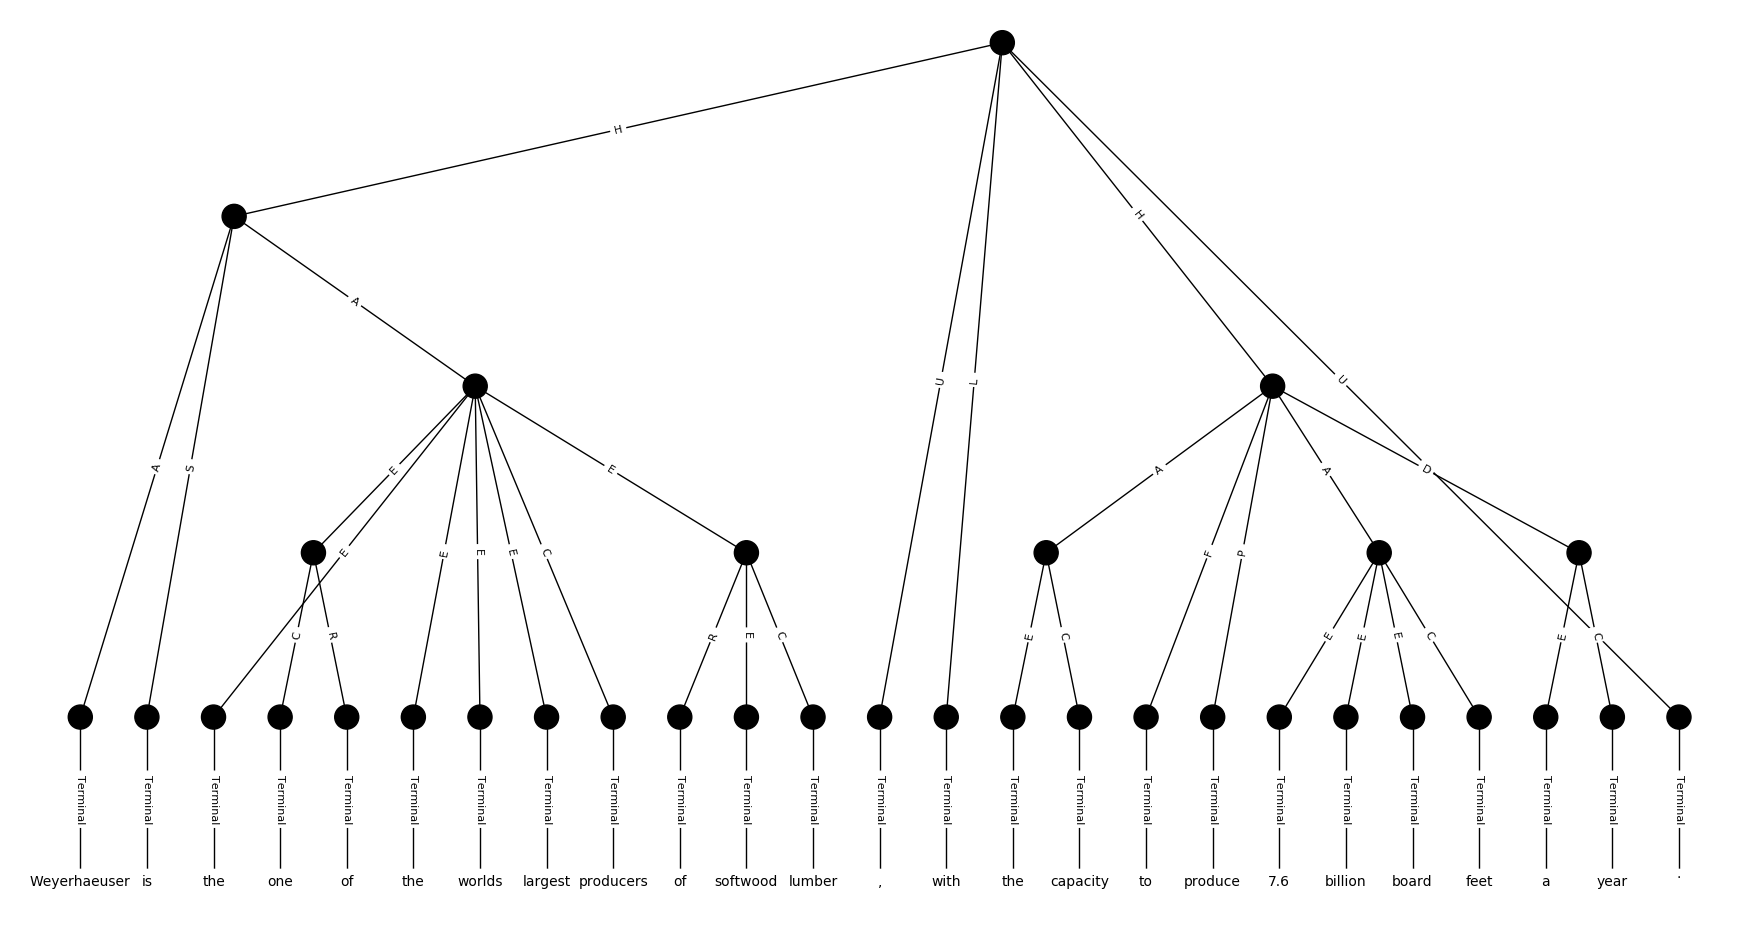 H
A
U L
H
U
A S
E E E E E C E
A F P A D
C R
R E C
E C
E E E C
E C
Terminal Terminal Terminal Terminal Terminal Terminal Terminal Terminal Terminal Terminal Terminal Terminal Terminal Terminal Terminal Terminal Terminal Terminal Terminal Terminal Terminal Terminal Terminal Terminal Terminal
Weyerhaeuser is the one of the worlds largest producers of softwood lumber , with the capacity to produce 7.6 billion board feet a year .